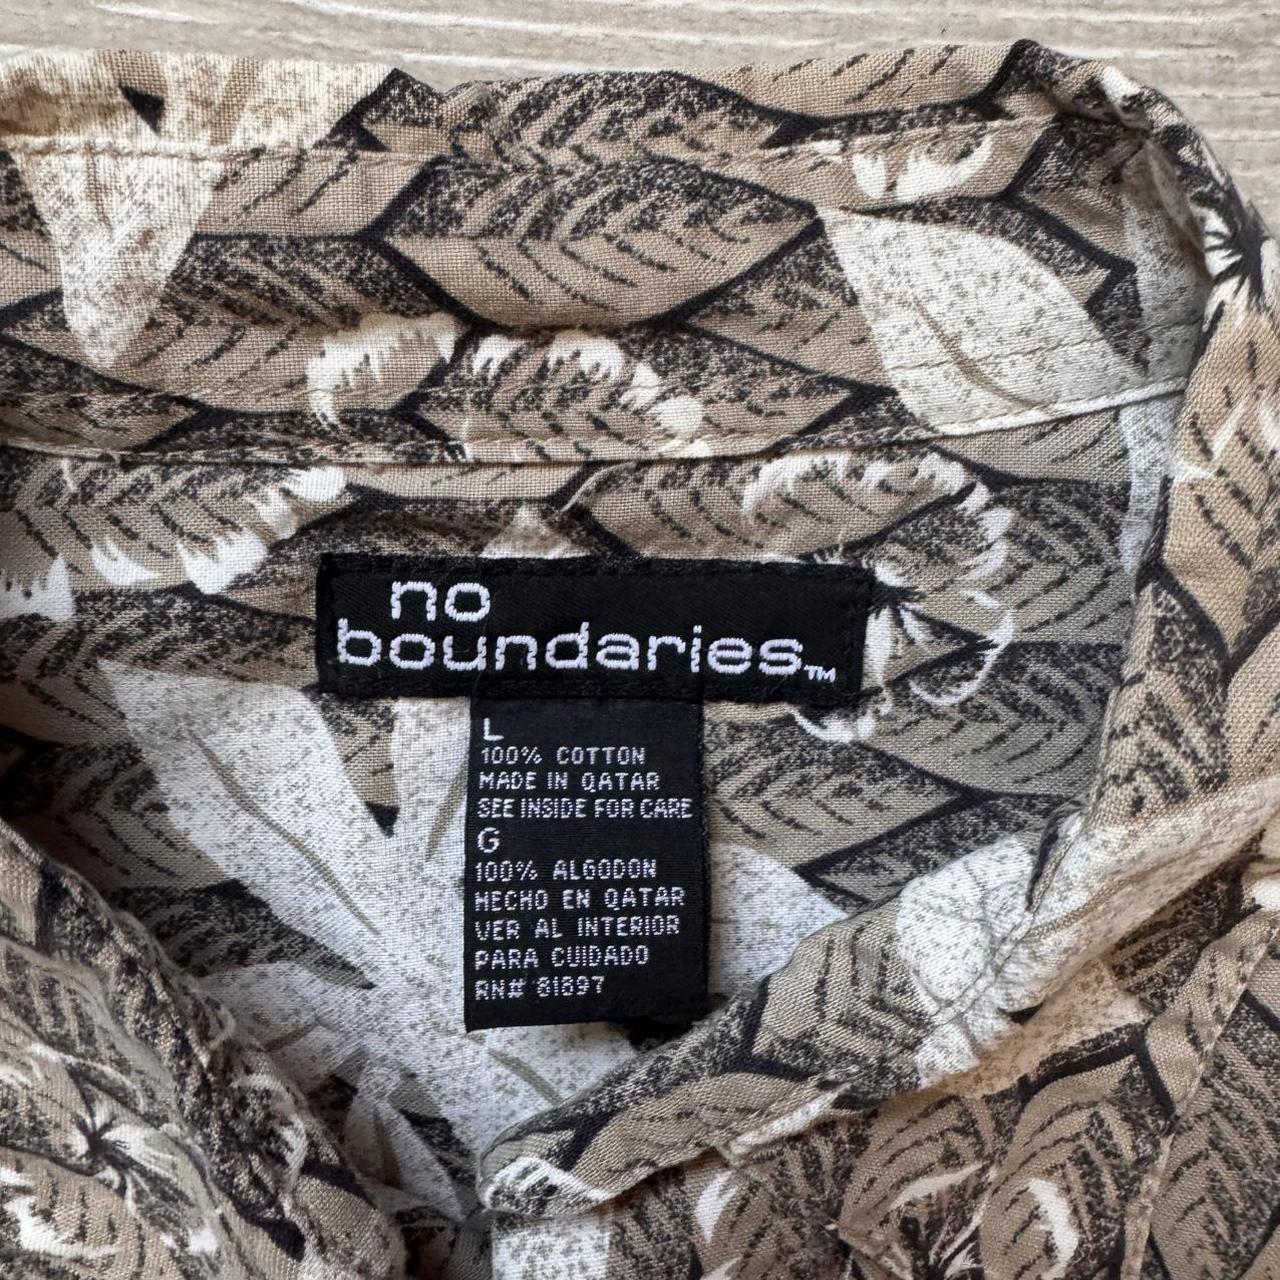 no
boundaries™
L
100% COTTON
MADE IN QATAR
SEE INSIDE FOR CARE
G
100% ALGODON
HECHO EN QATAR
VER AL INTERIOR
PARA CUIDADO
RN# 81897